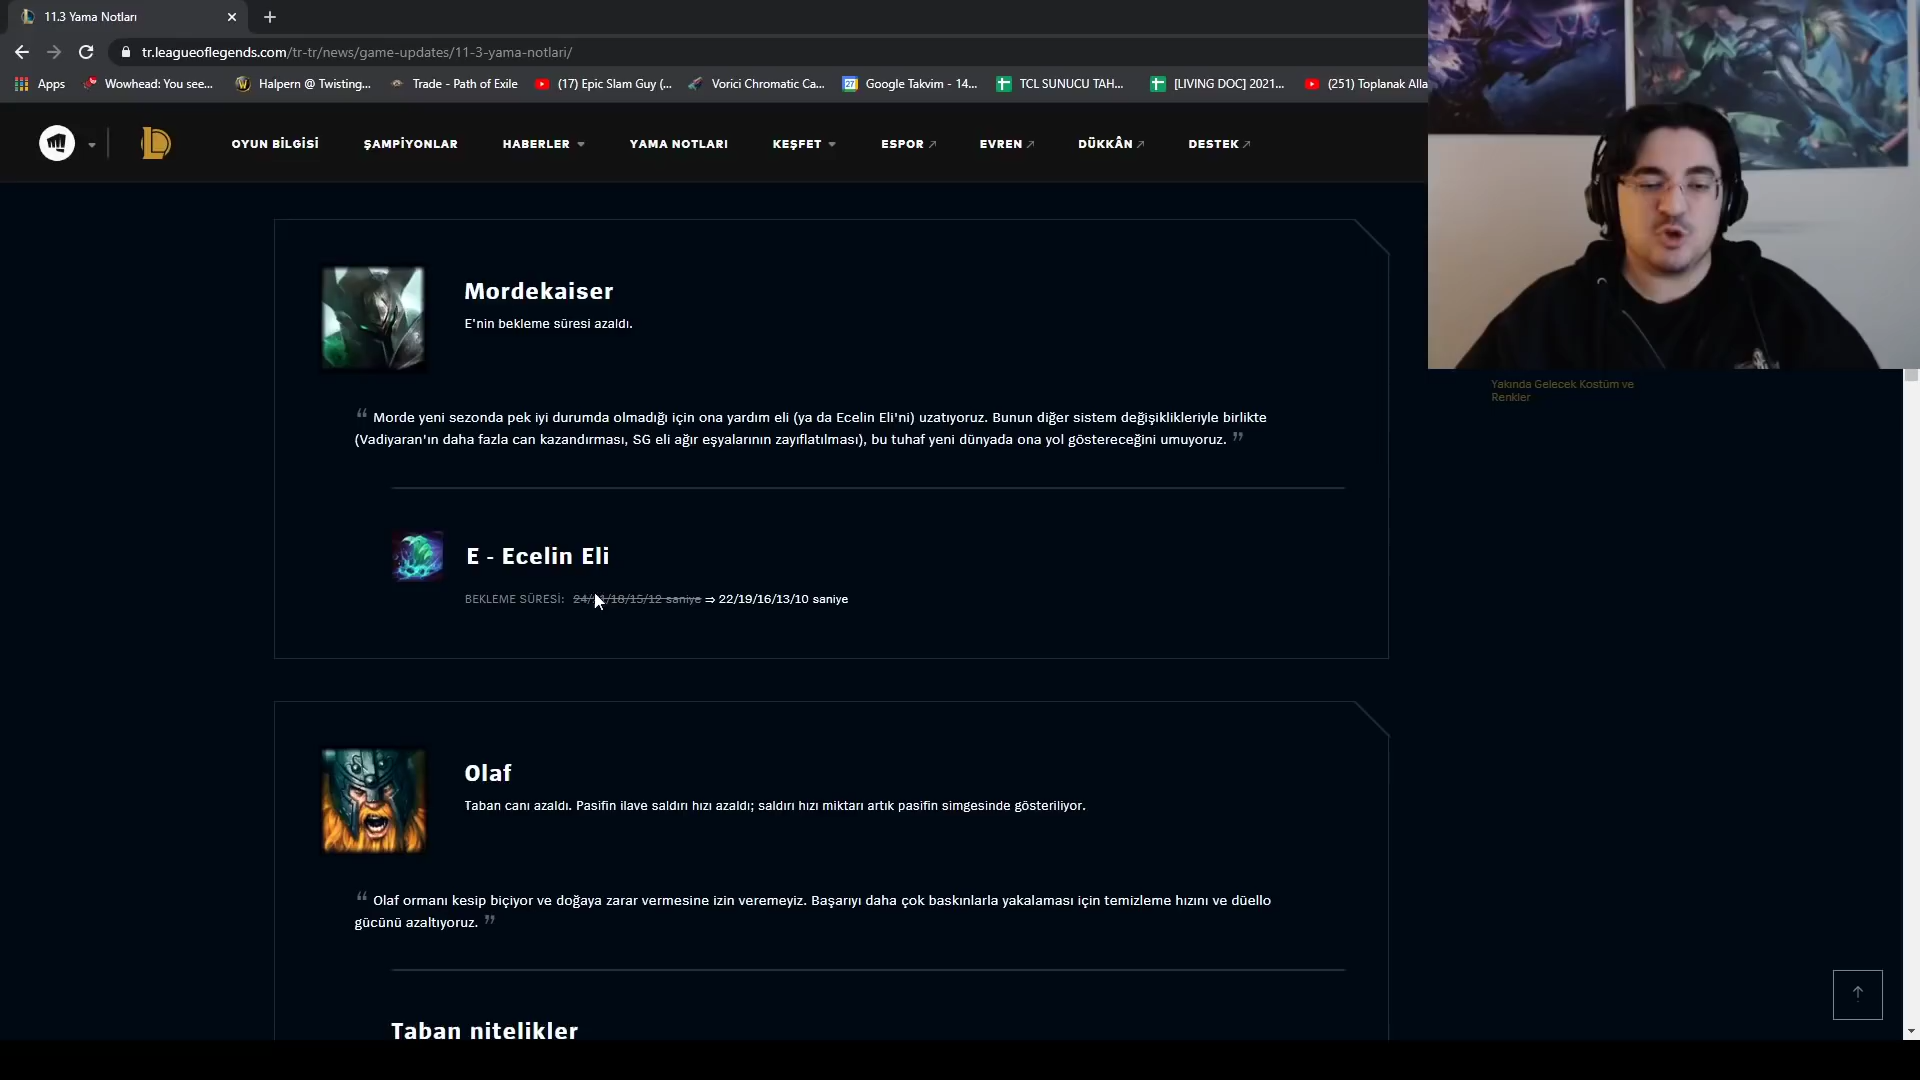 11.3 Yama Notları
tr.leagueoflegends.com/tr-tr/news/game-updates/11-3-yama-notlari/
Apps
Wowhead: You see...
Halpern @ Twisting...
Trade - Path of Exile
(17) Epic Slam Guy (...
Vorici Chromatic Ca...
27
Google Takvim - 14...
TCL SUNUCU TAH...
[LIVING DOC] 2021...
(251) Toplanak Alla
OYUN BİLGİSİ
ŞAMPİYONLAR
HABERLER
YAMA NOTLARI
KEŞFET
ESPOR
EVREN
DÜKKÂN
DESTEK
Mordekaiser
E'nin bekleme süresi azaldı.
“ Morde yeni sezonda pek iyi durumda olmadığı için ona yardım eli (ya da Ecelin Eli'ni) uzatıyoruz. Bunun diğer sistem değişiklikleriyle birlikte
(Vadiyaran'ın daha fazla can kazandırması, SG eli ağır eşyalarının zayıflatılması), bu tuhaf yeni dünyada ona yol göstereceğini umuyoruz. ”
Yakında Gelecek Kostüm ve
Renkler
E - Ecelin Eli
BEKLEME SÜRESİ: /18/15/12 saniye ⇒ 22/19/16/13/10 saniye
Olaf
Taban canı azaldı. Pasifin ilave saldırı hızı azaldı; saldırı hızı miktarı artık pasifin simgesinde gösteriliyor.
“ Olaf ormanı kesip biçiyor ve doğaya zarar vermesine izin veremeyiz. Başarıyı daha çok baskınlarla yakalaması için temizleme hızını ve düello
gücünü azaltıyoruz. ”
Taban nitelikler